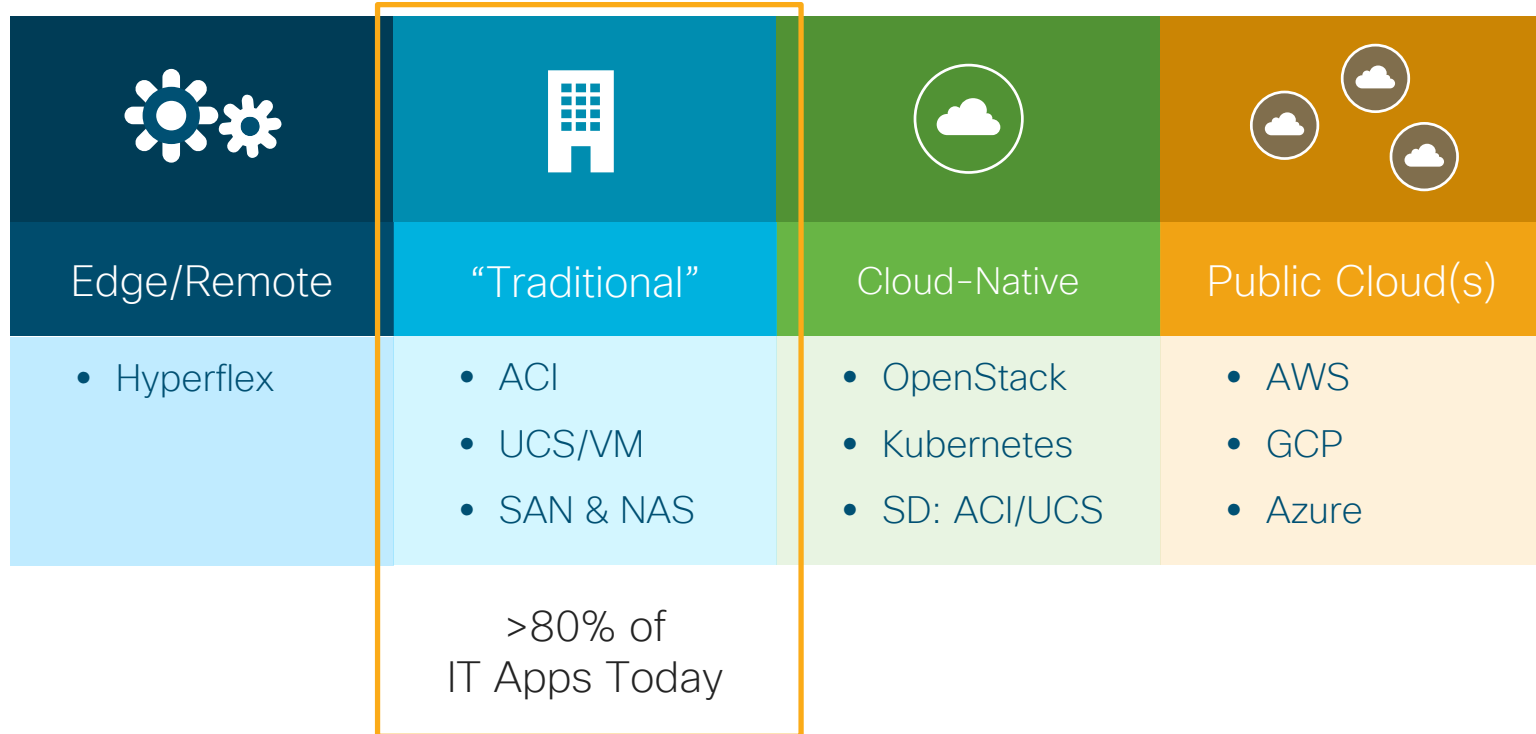 Edge/Remote
“Traditional”
Cloud-Native
Public Cloud(s)
• Hyperflex
• ACI
• UCS/VM
• SAN & NAS
• OpenStack
• Kubernetes
• SD: ACI/UCS
• AWS
• GCP
• Azure
>80% of
IT Apps Today